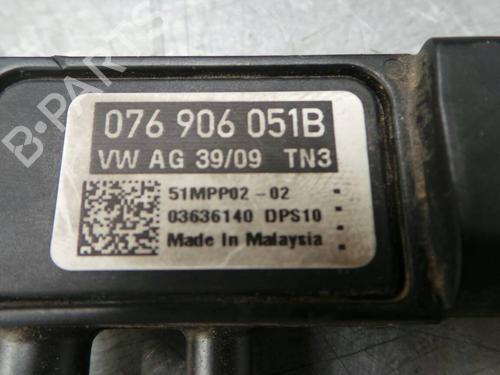 B-Parts
076 906 051B
VW AG 39/09 TN3
51MPP02-02
03636140 DPS10
Made In Malaysia